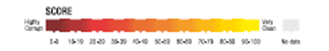 SCORE
Highly Very
Corrupt Clean
0-9 10-19 20-29 30-39 40-49 50-59 60-69 70-79 80-89 90-100 No data